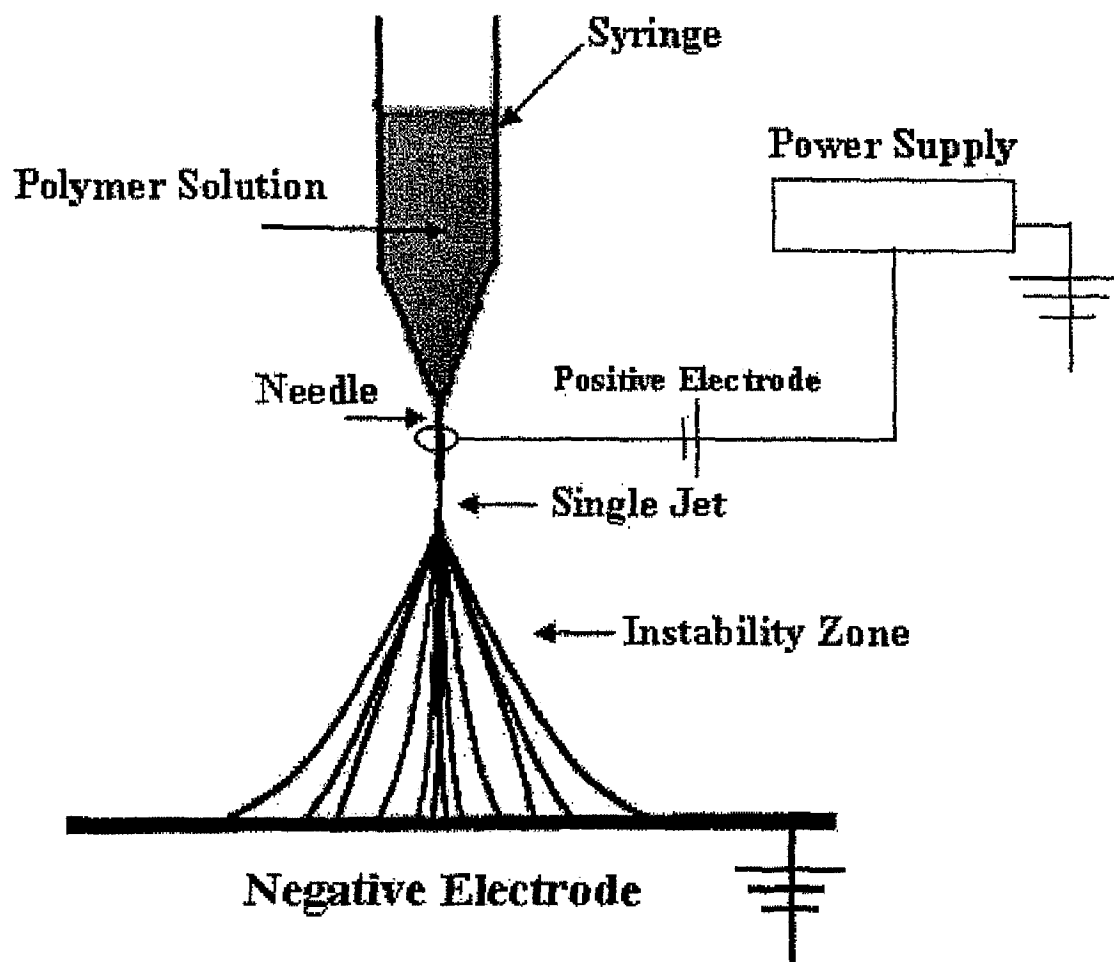 Syringe
Power Supply
Polymer Solution
Positive Electrode
Needle
Single Jet
Instability Zone
Negative Electrode